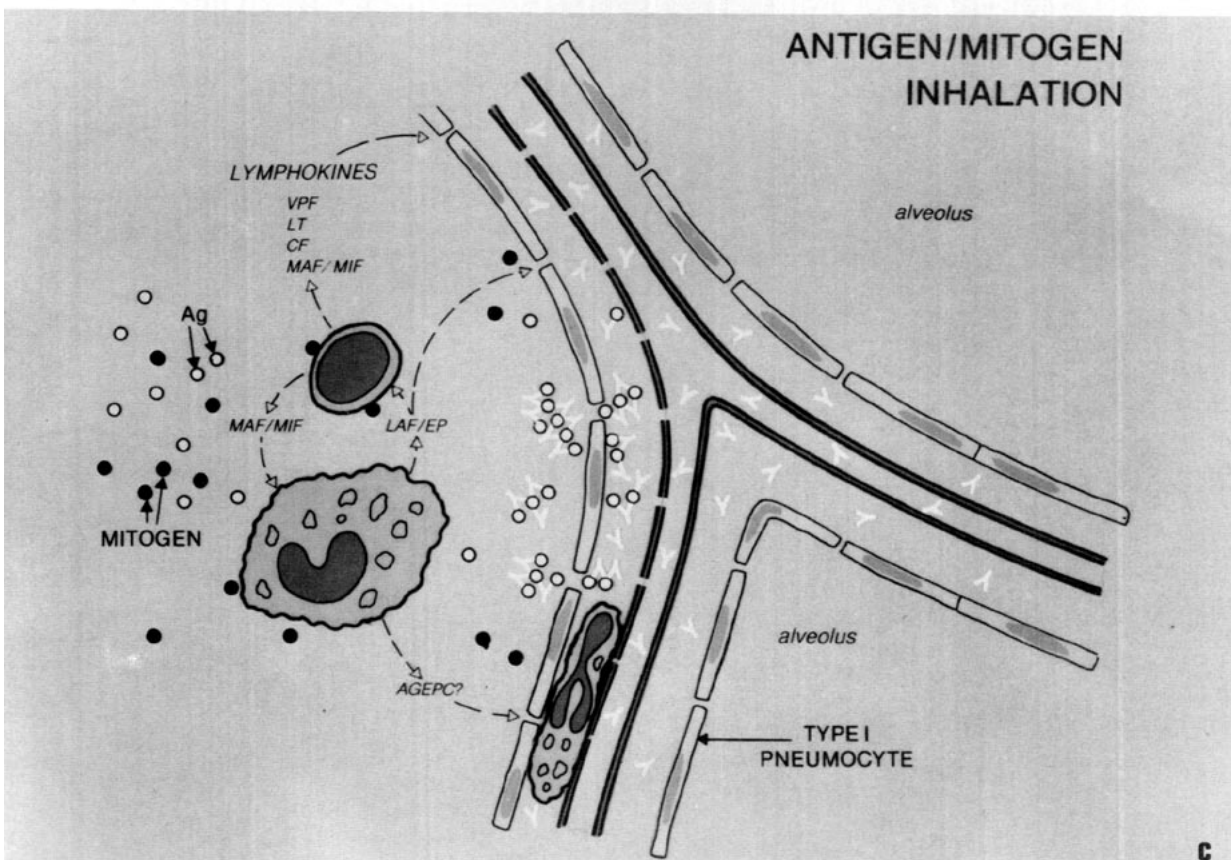 ANTIGEN/MITOGEN
INHALATION
LYMPHOKINES
VPF
LT
CF
MAF/MIF
alveolus
Ag
MAF/MIF
LAF/EP
MITOGEN
AGEPC?
alveolus
TYPE I
PNEUMOCYTE
C